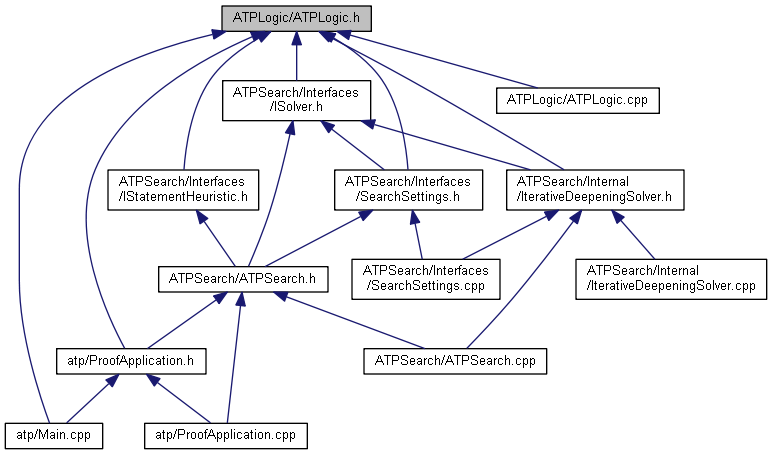 ATPLogic/ATPLogic.h
ATPSearch/Interfaces
/ISolver.h
ATPLogic/ATPLogic.cpp
ATPSearch/Interfaces
/IStatementHeuristic.h
ATPSearch/Interfaces
/SearchSettings.h
ATPSearch/Internal
/IterativeDeepeningSolver.h
ATPSearch/ATPSearch.h
ATPSearch/Interfaces
/SearchSettings.cpp
ATPSearch/Internal
/IterativeDeepeningSolver.cpp
atp/ProofApplication.h
ATPSearch/ATPSearch.cpp
atp/Main.cpp
atp/ProofApplication.cpp